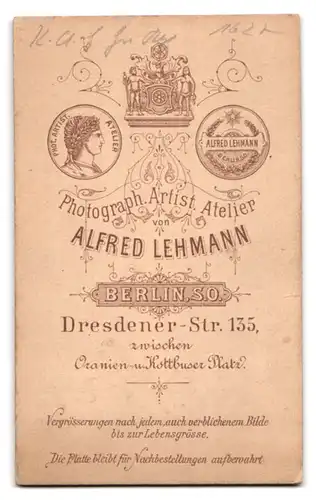 PHOT. ARTIST. ATELIER
ALFRED LEHMANN
BERLIN.S.O.
Photograph. Artist. Atelier
von
ALFRED LEHMANN
BERLIN, S.O.
Dresdener-Str. 135,
zwischen
Oranien-u. Kottbuser Platz.
Vergrösserungen nach jedem, auch verblichenem Bilde
bis zur Lebensgrösse.
Die Platte bleibt für Nachbestellungen aufbewahrt